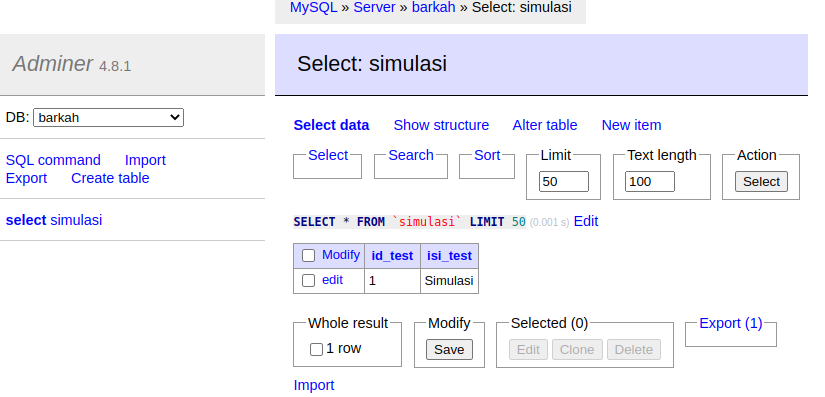 MySQL » Server » barkah » Select: simulasi
Adminer 4.8.1
DB: barkah
SQL command Import
Export Create table
select simulasi
Select: simulasi
Select data Show structure Alter table New item
Select Search Sort Limit Text length Action
50 100 Select
SELECT * FROM `simulasi` LIMIT 50 (0.001 s) Edit
Modify id_test isi_test
edit 1 Simulasi
Whole result Modify Selected (0) Export (1)
1 row Save Edit Clone Delete
Import